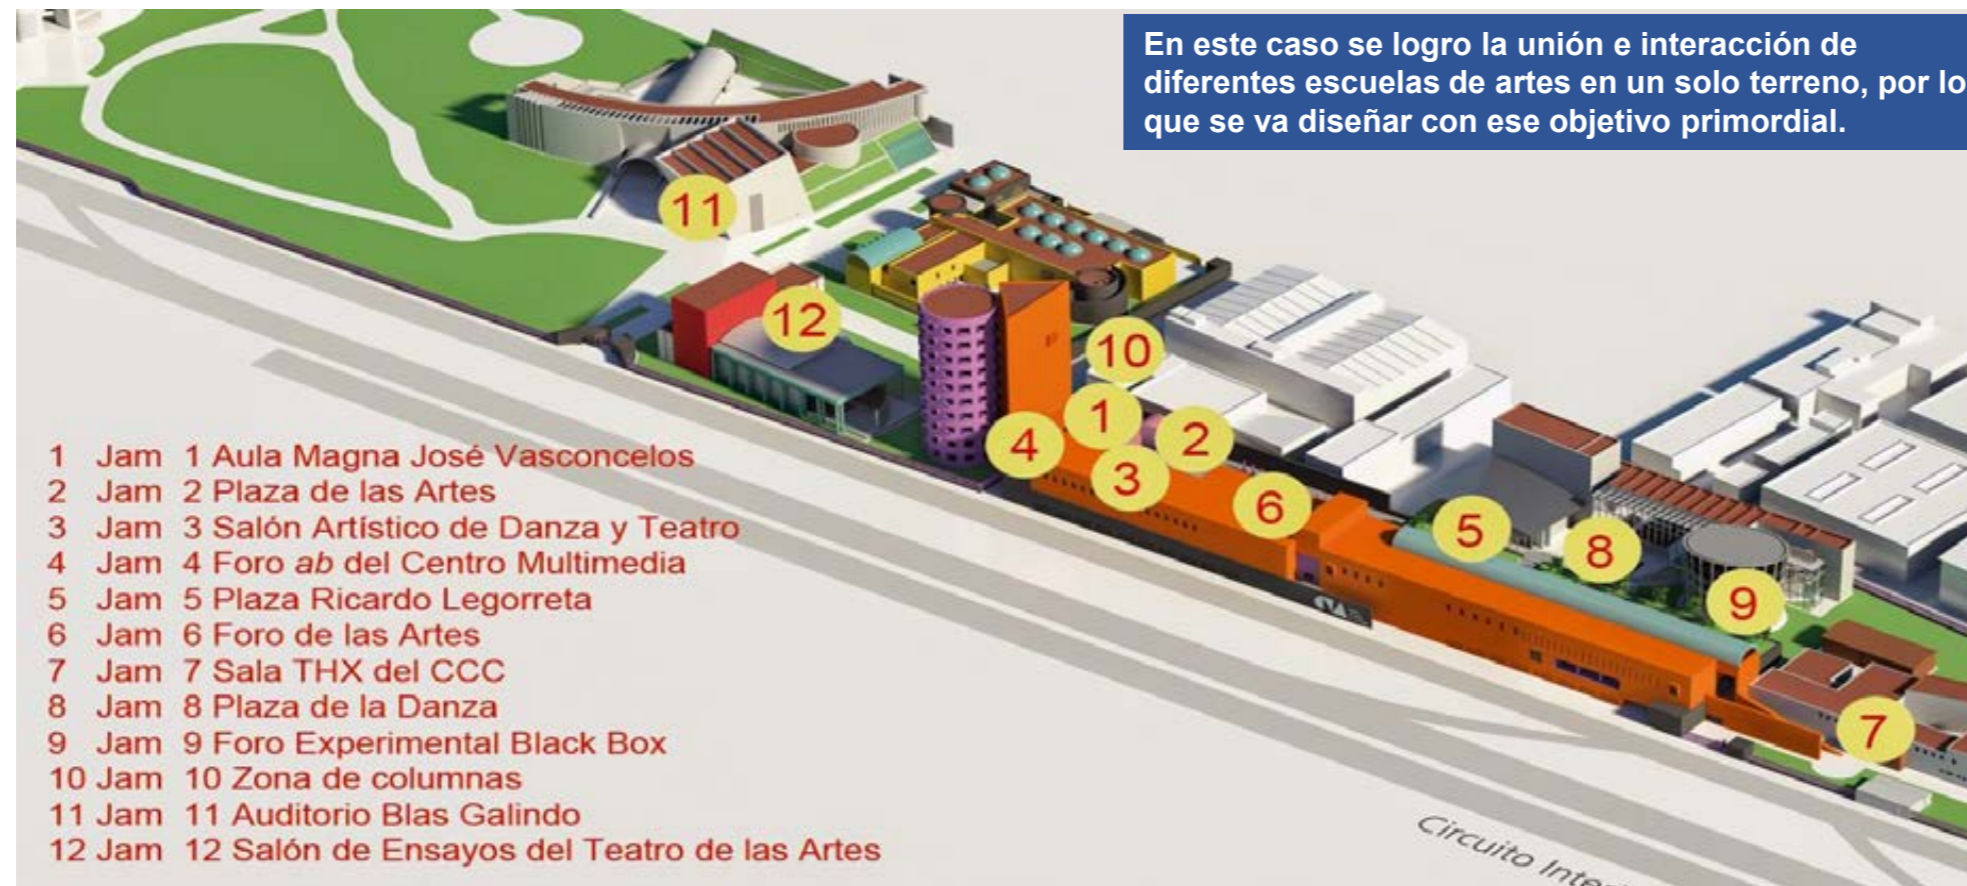 En este caso se logro la unión e interacción de
diferentes escuelas de artes en un solo terreno, por lo
que se va diseñar con ese objetivo primordial.
11
12
10
1
4
2
3
6
5
8
9
7
1 Jam 1 Aula Magna José Vasconcelos
2 Jam 2 Plaza de las Artes
3 Jam 3 Salón Artístico de Danza y Teatro
4 Jam 4 Foro ab del Centro Multimedia
5 Jam 5 Plaza Ricardo Legorreta
6 Jam 6 Foro de las Artes
7 Jam 7 Sala THX del CCC
8 Jam 8 Plaza de la Danza
9 Jam 9 Foro Experimental Black Box
10 Jam 10 Zona de columnas
11 Jam 11 Auditorio Blas Galindo
12 Jam 12 Salón de Ensayos del Teatro de las Artes
Circuito